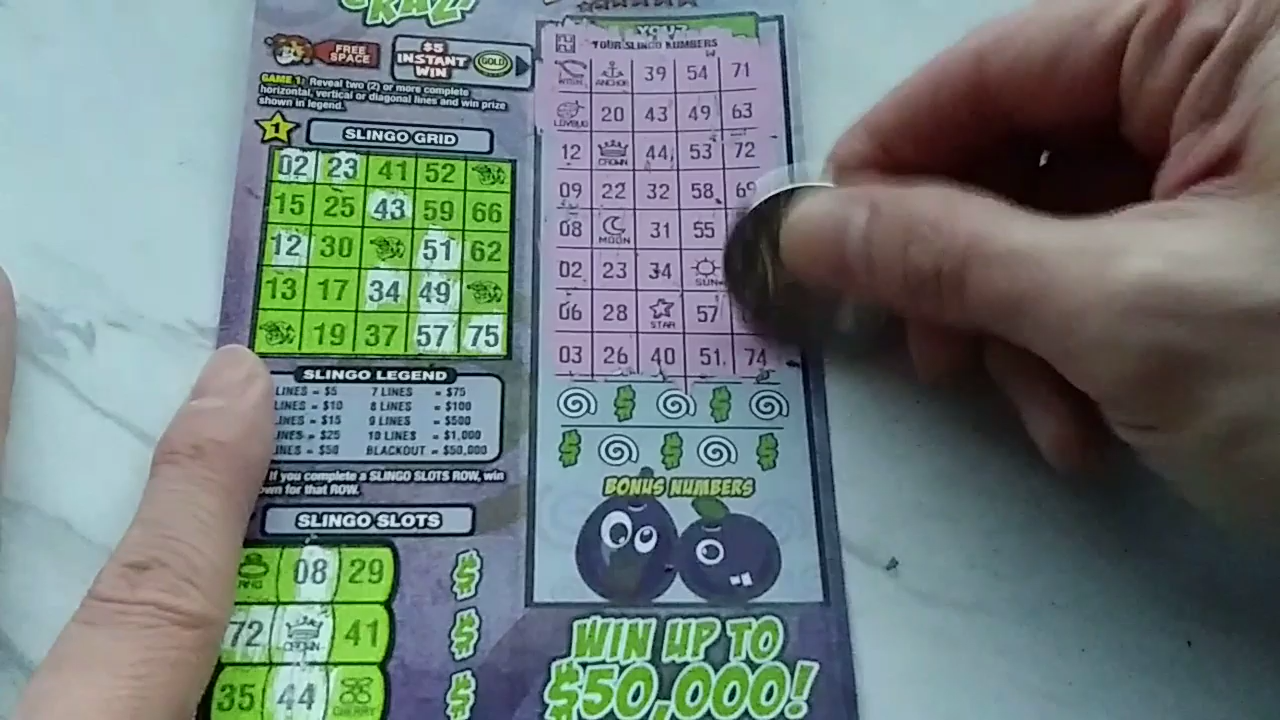 FREE
SPACE
$5
INSTANT
WIN
GOLD
GAME 1: Reveal two (2) or more complete
horizontal, vertical or diagonal lines and win prize
shown in legend.
1
SLINGO GRID
02 23 41 52
15 25 43 59 66
12 30 51 62
13 17 34 49
19 37 57 75
SLINGO LEGEND
LINES = $5 7 LINES = $75
LINES = $10 8 LINES = $100
LINES = $15 9 LINES = $500
LINES = $25 10 LINES = $1,000
LINES = $50 BLACKOUT = $50,000
If you complete a SLINGO SLOTS ROW, win
for that ROW.
SLINGO SLOTS
RING 08 29 $
72 CROWN 41 $
35 44 CHERRY $
YOUR SLINGO NUMBERS
ANCHOR 39 54 71
LDYBUG 20 43 49 63
12 CROWN 44 53 72
09 22 32 58 69
08 MOON 31 55
02 23 34 SUN
06 28 STAR 57
03 26 40 51 74
$ $
$ $ $
BONUS NUMBERS
WIN UP TO
$50,000!